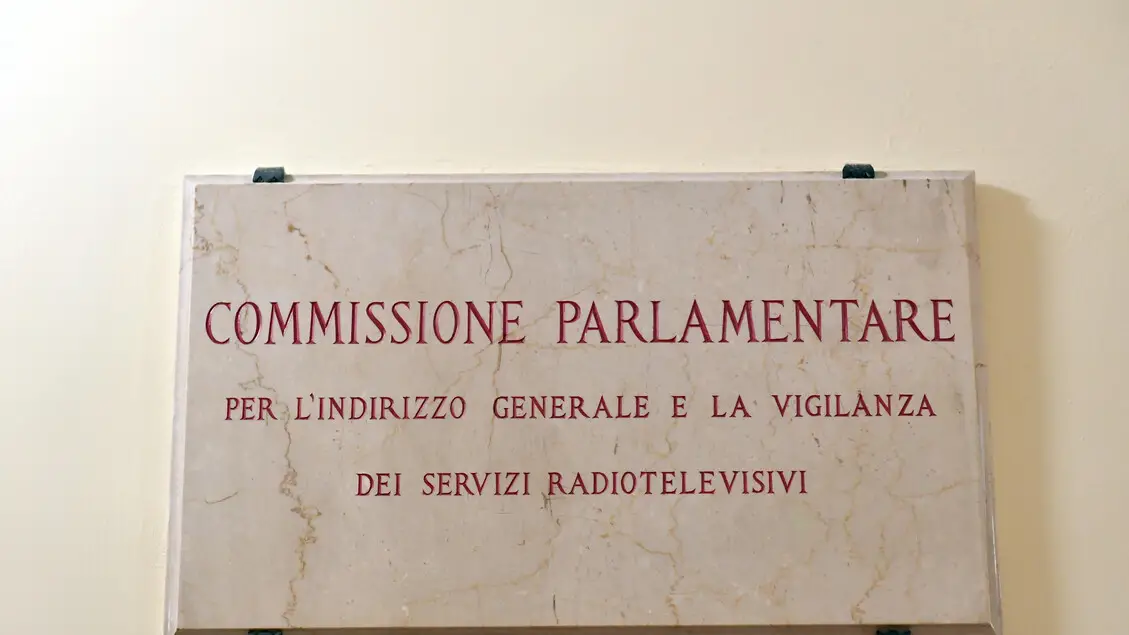 COMMISSIONE PARLAMENTARE
PER L'INDIRIZZO GENERALE E LA VIGILANZA
DEI SERVIZI RADIOTELEVISIVI